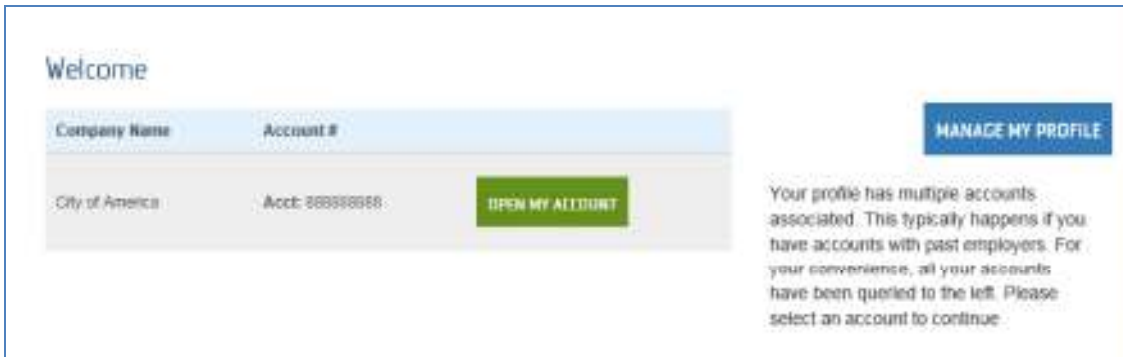 Welcome
Company Name Account #
MANAGE MY PROFILE
City of America Acct: 888888888 OPEN MY ACCOUNT
Your profile has multiple accounts
associated. This typically happens if you
have accounts with past employers. For
your convenience, all your accounts
have been queried to the left. Please
select an account to continue